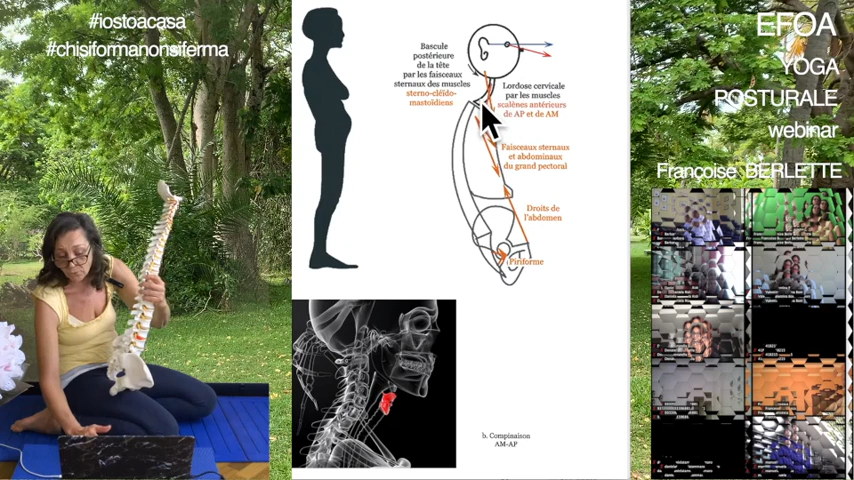 #iostoacasa
#chisiformanonsiferma
Bascule
postérieure
de la tête
par les faisceaux
sternaux des muscles
sterno-cléido-
mastoïdiens
Lordose cervicale
par les muscles
scalènes antérieurs
de AP et de AM
Faisceaux sternaux
et abdominaux
du grand pectoral
Droits de
l'abdomen
Piriforme
b. Compinaison
AM-AP
EFOA
YOGA
POSTURALE
webinar
Françoise BERLETTE